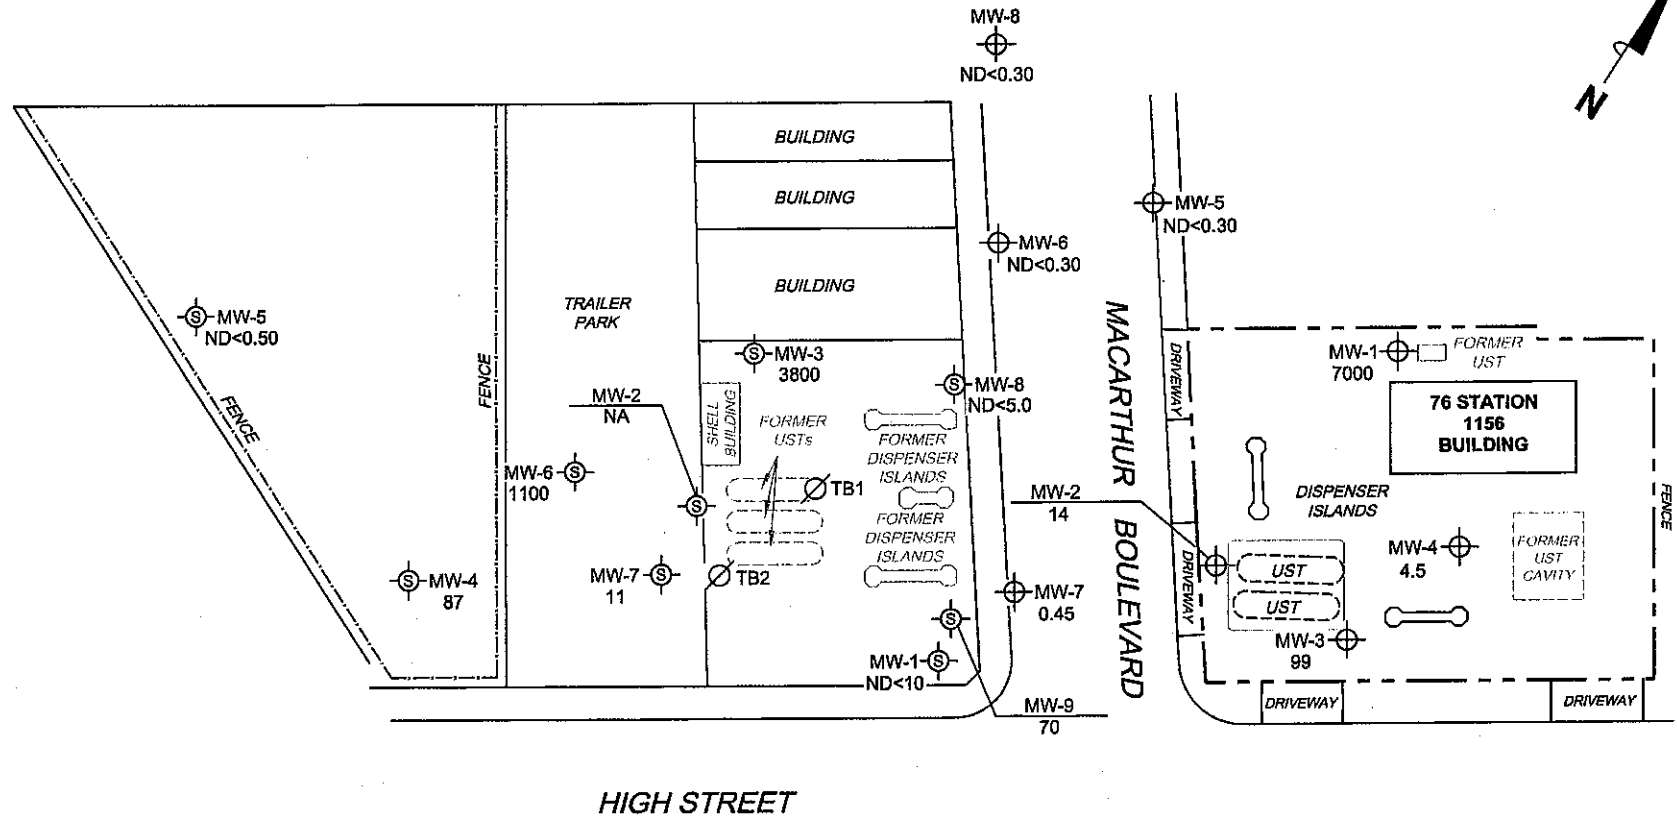 MW-8
ND<0.30
N
BUILDING
BUILDING
BUILDING
MW-5
ND<0.30
MW-6
ND<0.30
TRAILER
PARK
MW-5
ND<0.50
FENCE
FENCE
MW-3
3800
MW-2
NA
SHELL
BUILDING
FORMER
USTs
MW-8
ND<5.0
FORMER
DISPENSER
ISLANDS
FORMER
DISPENSER
ISLANDS
MW-6
1100
TB1
MW-4
87
MW-7
11
TB2
MW-1
ND<10
MW-9
70
MW-7
0.45
MACARTHUR BOULEVARD
MW-2
14
DRIVEWAY
DRIVEWAY
MW-1
7000
FORMER
UST
76 STATION
1156
BUILDING
DISPENSER
ISLANDS
UST
UST
MW-4
4.5
FORMER
UST
CAVITY
FENCE
MW-3
99
DRIVEWAY
DRIVEWAY
HIGH STREET